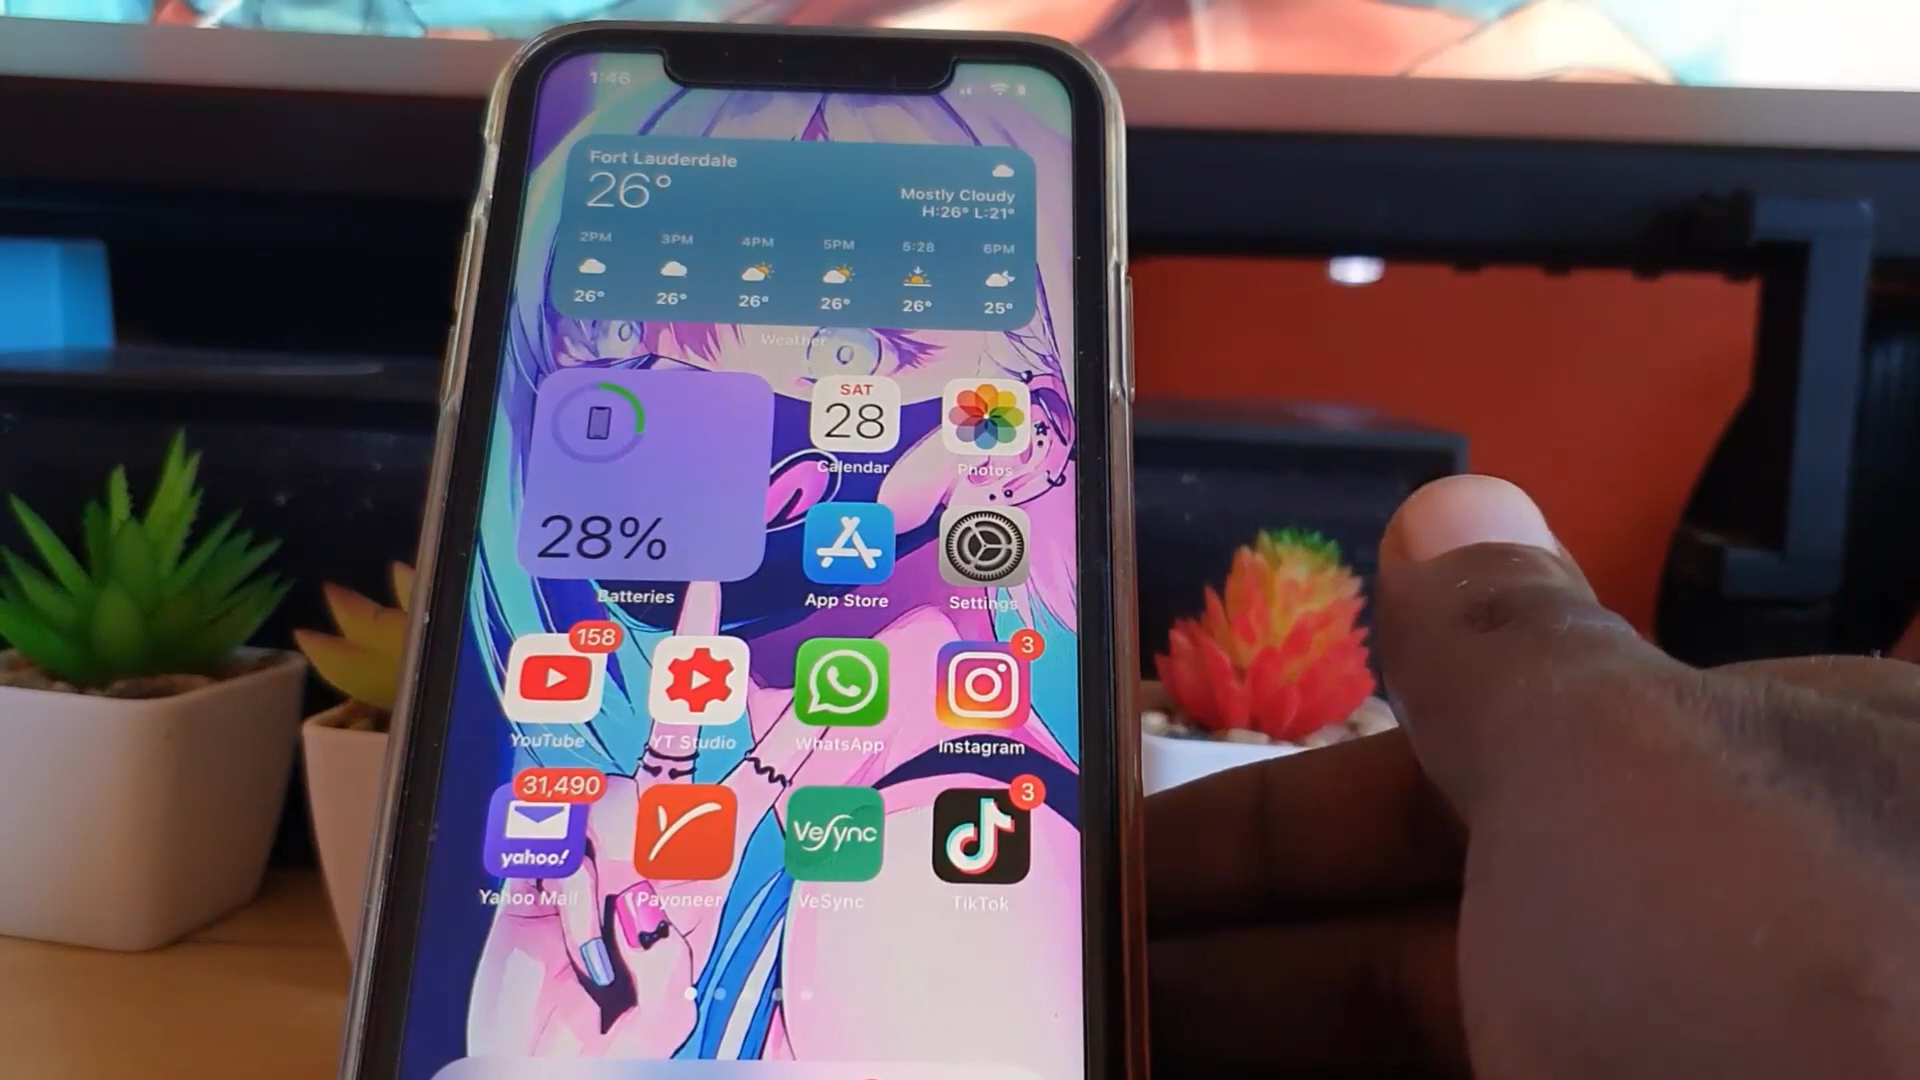 1:46
Fort Lauderdale
26°
Mostly Cloudy
H:26° L:21°
2PM 3PM 4PM 5PM 5:28 6PM
26° 26° 26° 26° 26° 25°
Weather
SAT
28
Calendar Photos
28%
Batteries App Store Settings
158 3
YouTube YT Studio WhatsApp Instagram
31,490 3
yahoo! VeSync
Yahoo Mail Payoneer VeSync TikTok